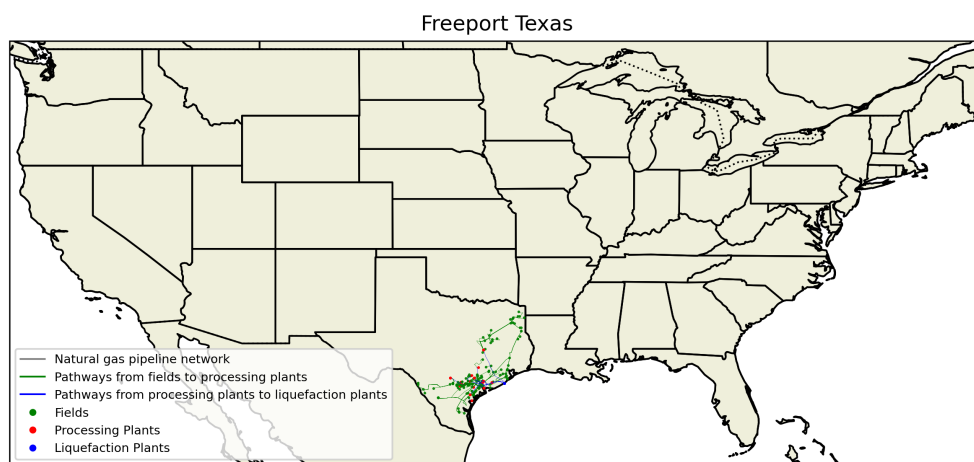 Freeport Texas
Natural gas pipeline network
Pathways from fields to processing plants
Pathways from processing plants to liquefaction plants
Fields
Processing Plants
Liquefaction Plants